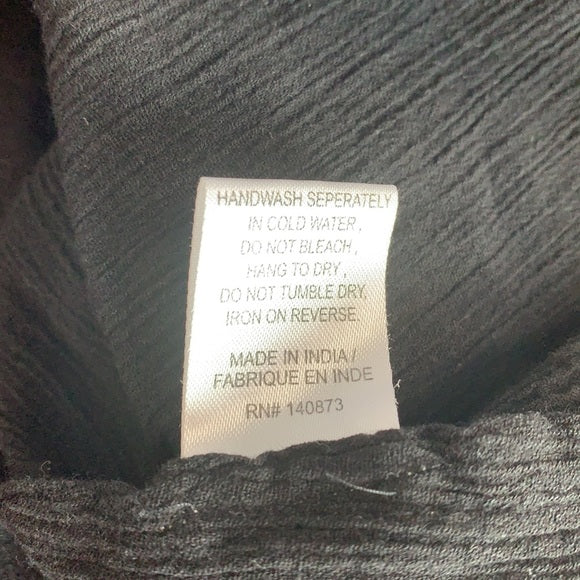 HANDWASH SEPERATELY
IN COLD WATER,
DO NOT BLEACH,
HANG TO DRY,
DO NOT TUMBLE DRY,
IRON ON REVERSE.
MADE IN INDIA /
FABRIQUE EN INDE
RN# 140873